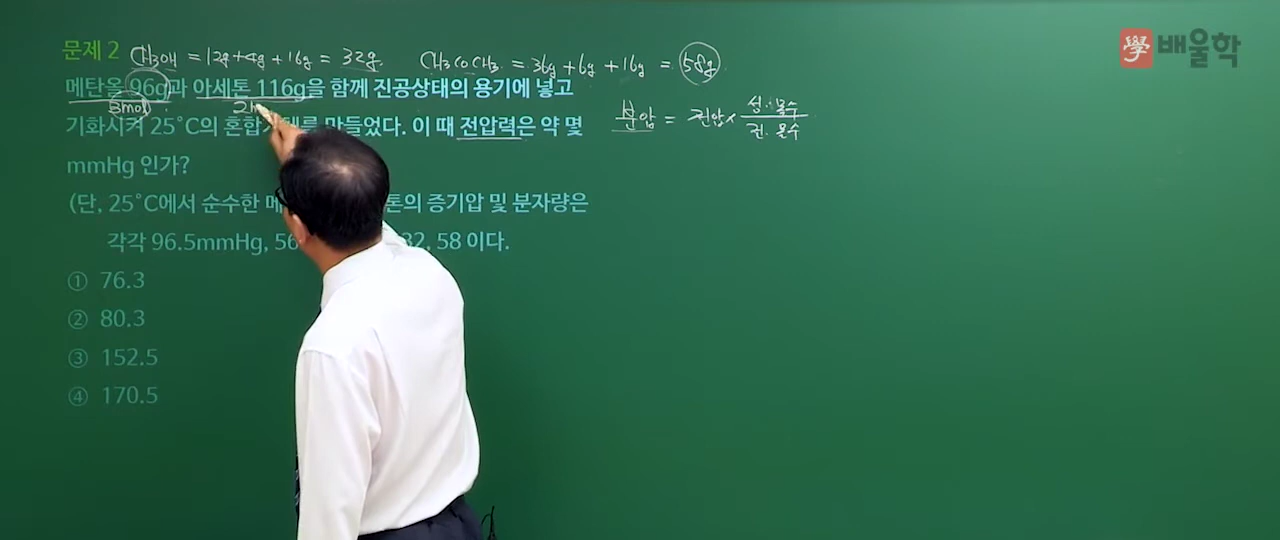 배울학
문제 2 CH3OH = 12g+4g+16g = 32g. CH3COCH3 = 36g+6g+16g = 58g
메탄올 96g과 아세톤 116g을 함께 진공상태의 용기에 넣고
3mol
기화시켜 25°C의 혼합기체를 만들었다. 이 때 전압력은 약 몇
분압 = 전압×
전 몰수
mmHg 인가?
(단, 25°C에서 순수한 톤의 증기압 및 분자량은
각각 96.5mmHg, 56 32, 58 이다.
① 76.3
② 80.3
③ 152.5
④ 170.5